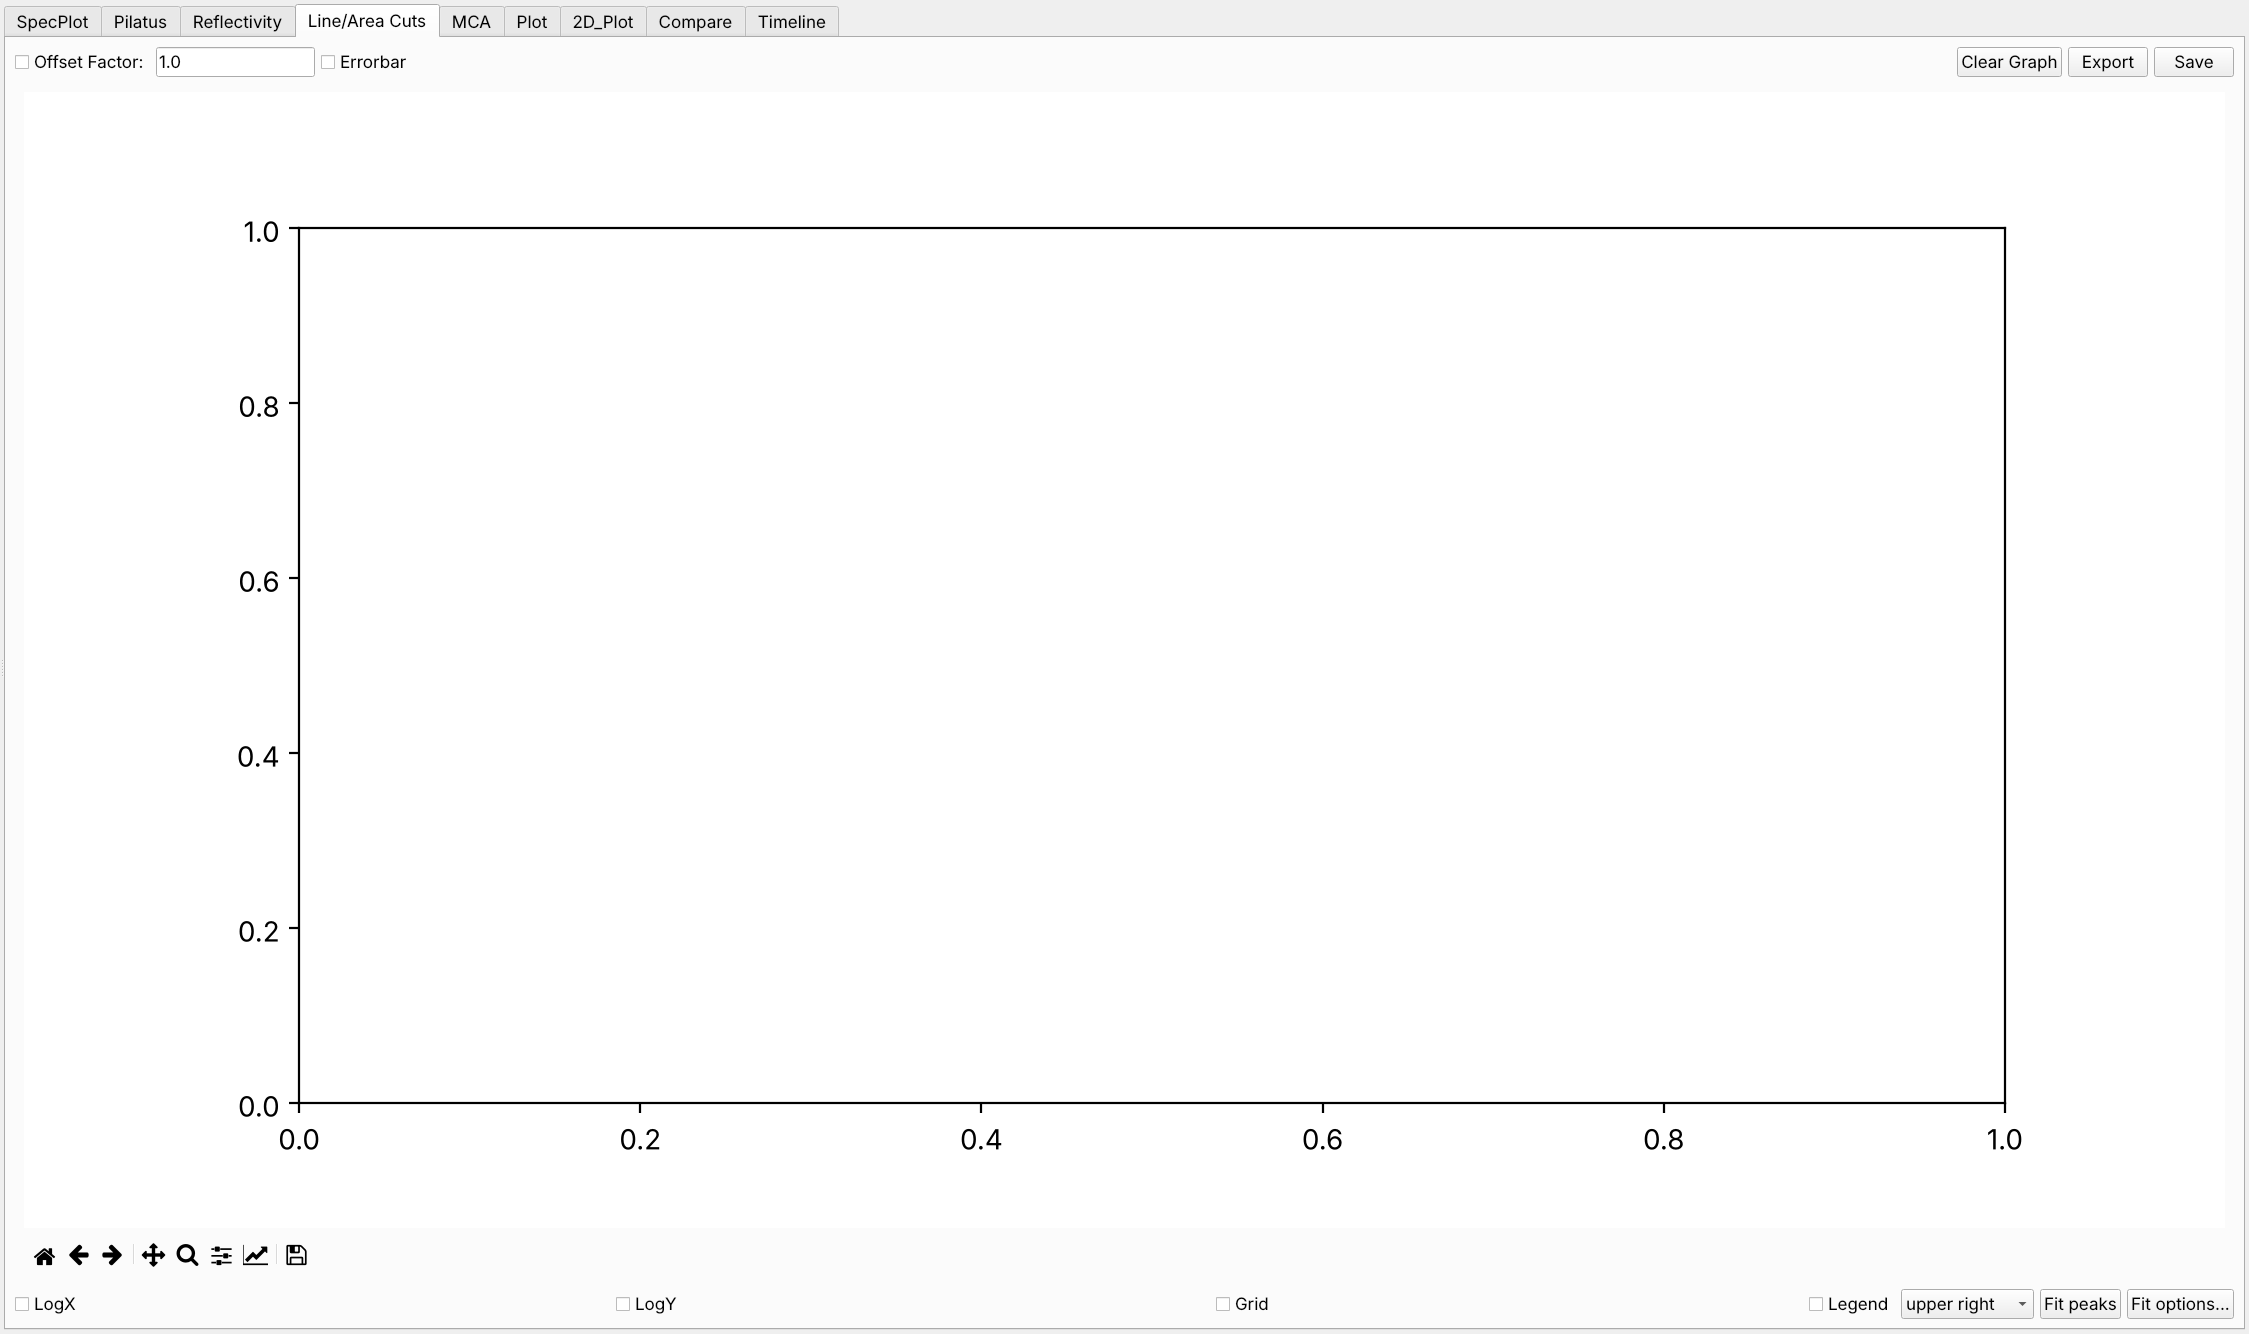 SpecPlot Pilatus Reflectivity Line/Area Cuts MCA Plot 2D_Plot Compare Timeline
Offset Factor: 1.0 Errorbar Clear Graph Export Save
1.0
0.8
0.6
0.4
0.2
0.0
0.0 0.2 0.4 0.6 0.8 1.0
LogX LogY Grid Legend upper right Fit peaks Fit options...